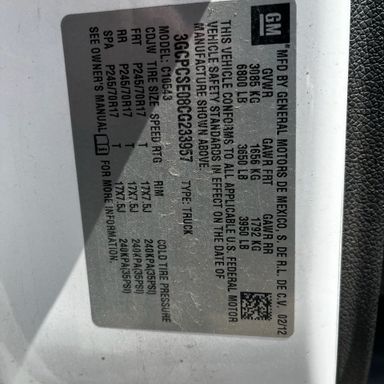 GM
MFD BY GENERAL MOTORS DE MEXICO, S. DE R.L. DE C.V. 02/12
GVWR GAWR FRT GAWR RR
3085 KG 1656 KG 1792 KG
6800 LB 3650 LB 3950 LB
THIS VEHICLE CONFORMS TO ALL APPLICABLE U.S. FEDERAL MOTOR
VEHICLE SAFETY STANDARDS IN EFFECT ON THE DATE OF
MANUFACTURE SHOWN ABOVE.
3GCPCSE08CG233957 TYPE: TRUCK
MODEL: C10543
CD/JW TIRE SIZE SPEED RTG RIM COLD TIRE PRESSURE
FRT P245/70R17 T 17X7.5J 240KPA(35PSI)
RR P245/70R17 T 17X7.5J 240KPA(35PSI)
SPA P245/70R17 T 17X7.5J 240KPA(35PSI)
SEE OWNER'S MANUAL FOR MORE INFORMATION.